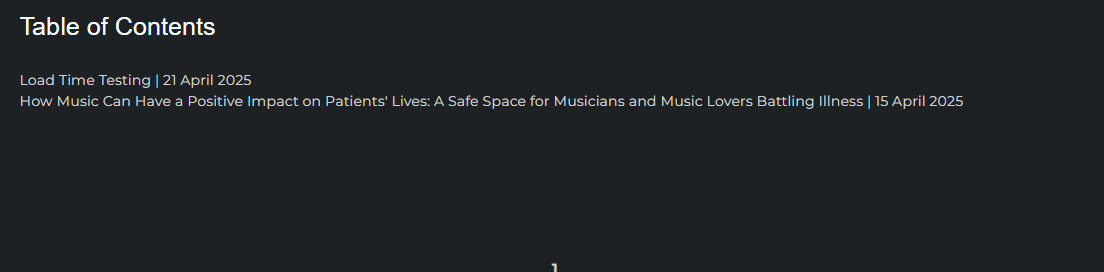 Table of Contents
Load Time Testing | 21 April 2025
How Music Can Have a Positive Impact on Patients' Lives: A Safe Space for Musicians and Music Lovers Battling Illness | 15 April 2025
1